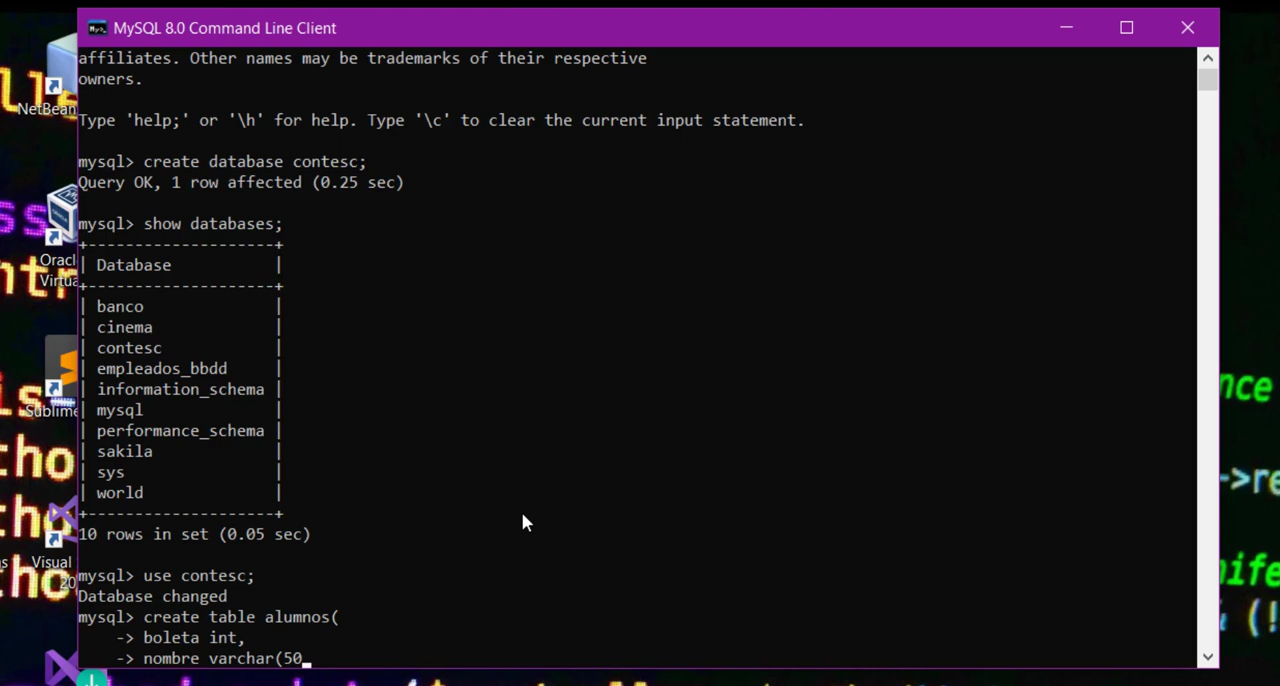 MySQL 8.0 Command Line Client
affiliates. Other names may be trademarks of their respective
owners.
Type 'help;' or '\h' for help. Type '\c' to clear the current input statement.
mysql> create database contesc;
Query OK, 1 row affected (0.25 sec)
mysql> show databases;
+--------------------+
| Database           |
+--------------------+
| banco              |
| cinema             |
| contesc            |
| empleados_bbdd     |
| information_schema |
| mysql              |
| performance_schema |
| sakila             |
| sys                |
| world              |
+--------------------+
10 rows in set (0.05 sec)
mysql> use contesc;
Database changed
mysql> create table alumnos(
    -> boleta int,
    -> nombre varchar(50
NetBean
Oracl
Virtua
Sublime
Visual
20